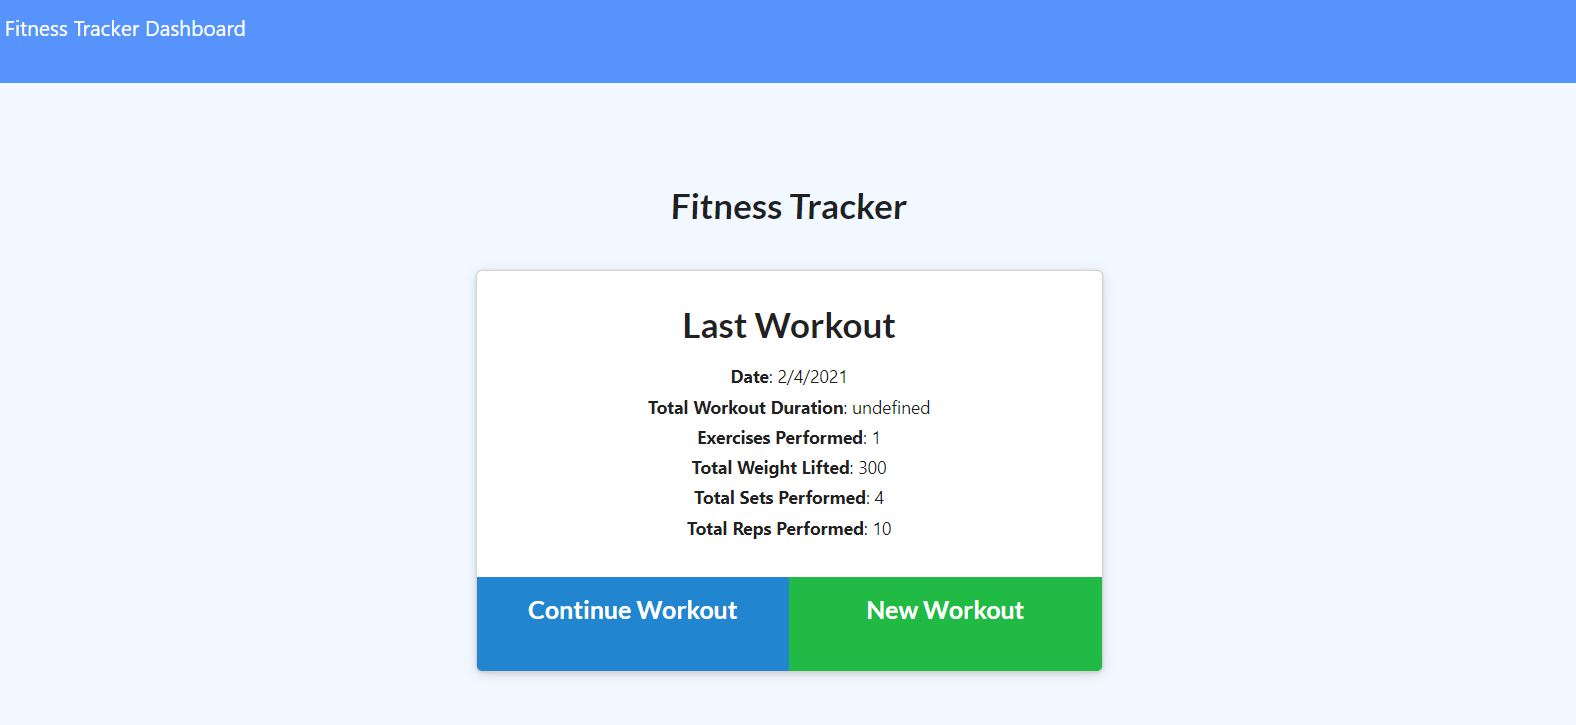 Fitness Tracker Dashboard
Fitness Tracker
Last Workout
Date: 2/4/2021
Total Workout Duration: undefined
Exercises Performed: 1
Total Weight Lifted: 300
Total Sets Performed: 4
Total Reps Performed: 10
Continue Workout
New Workout